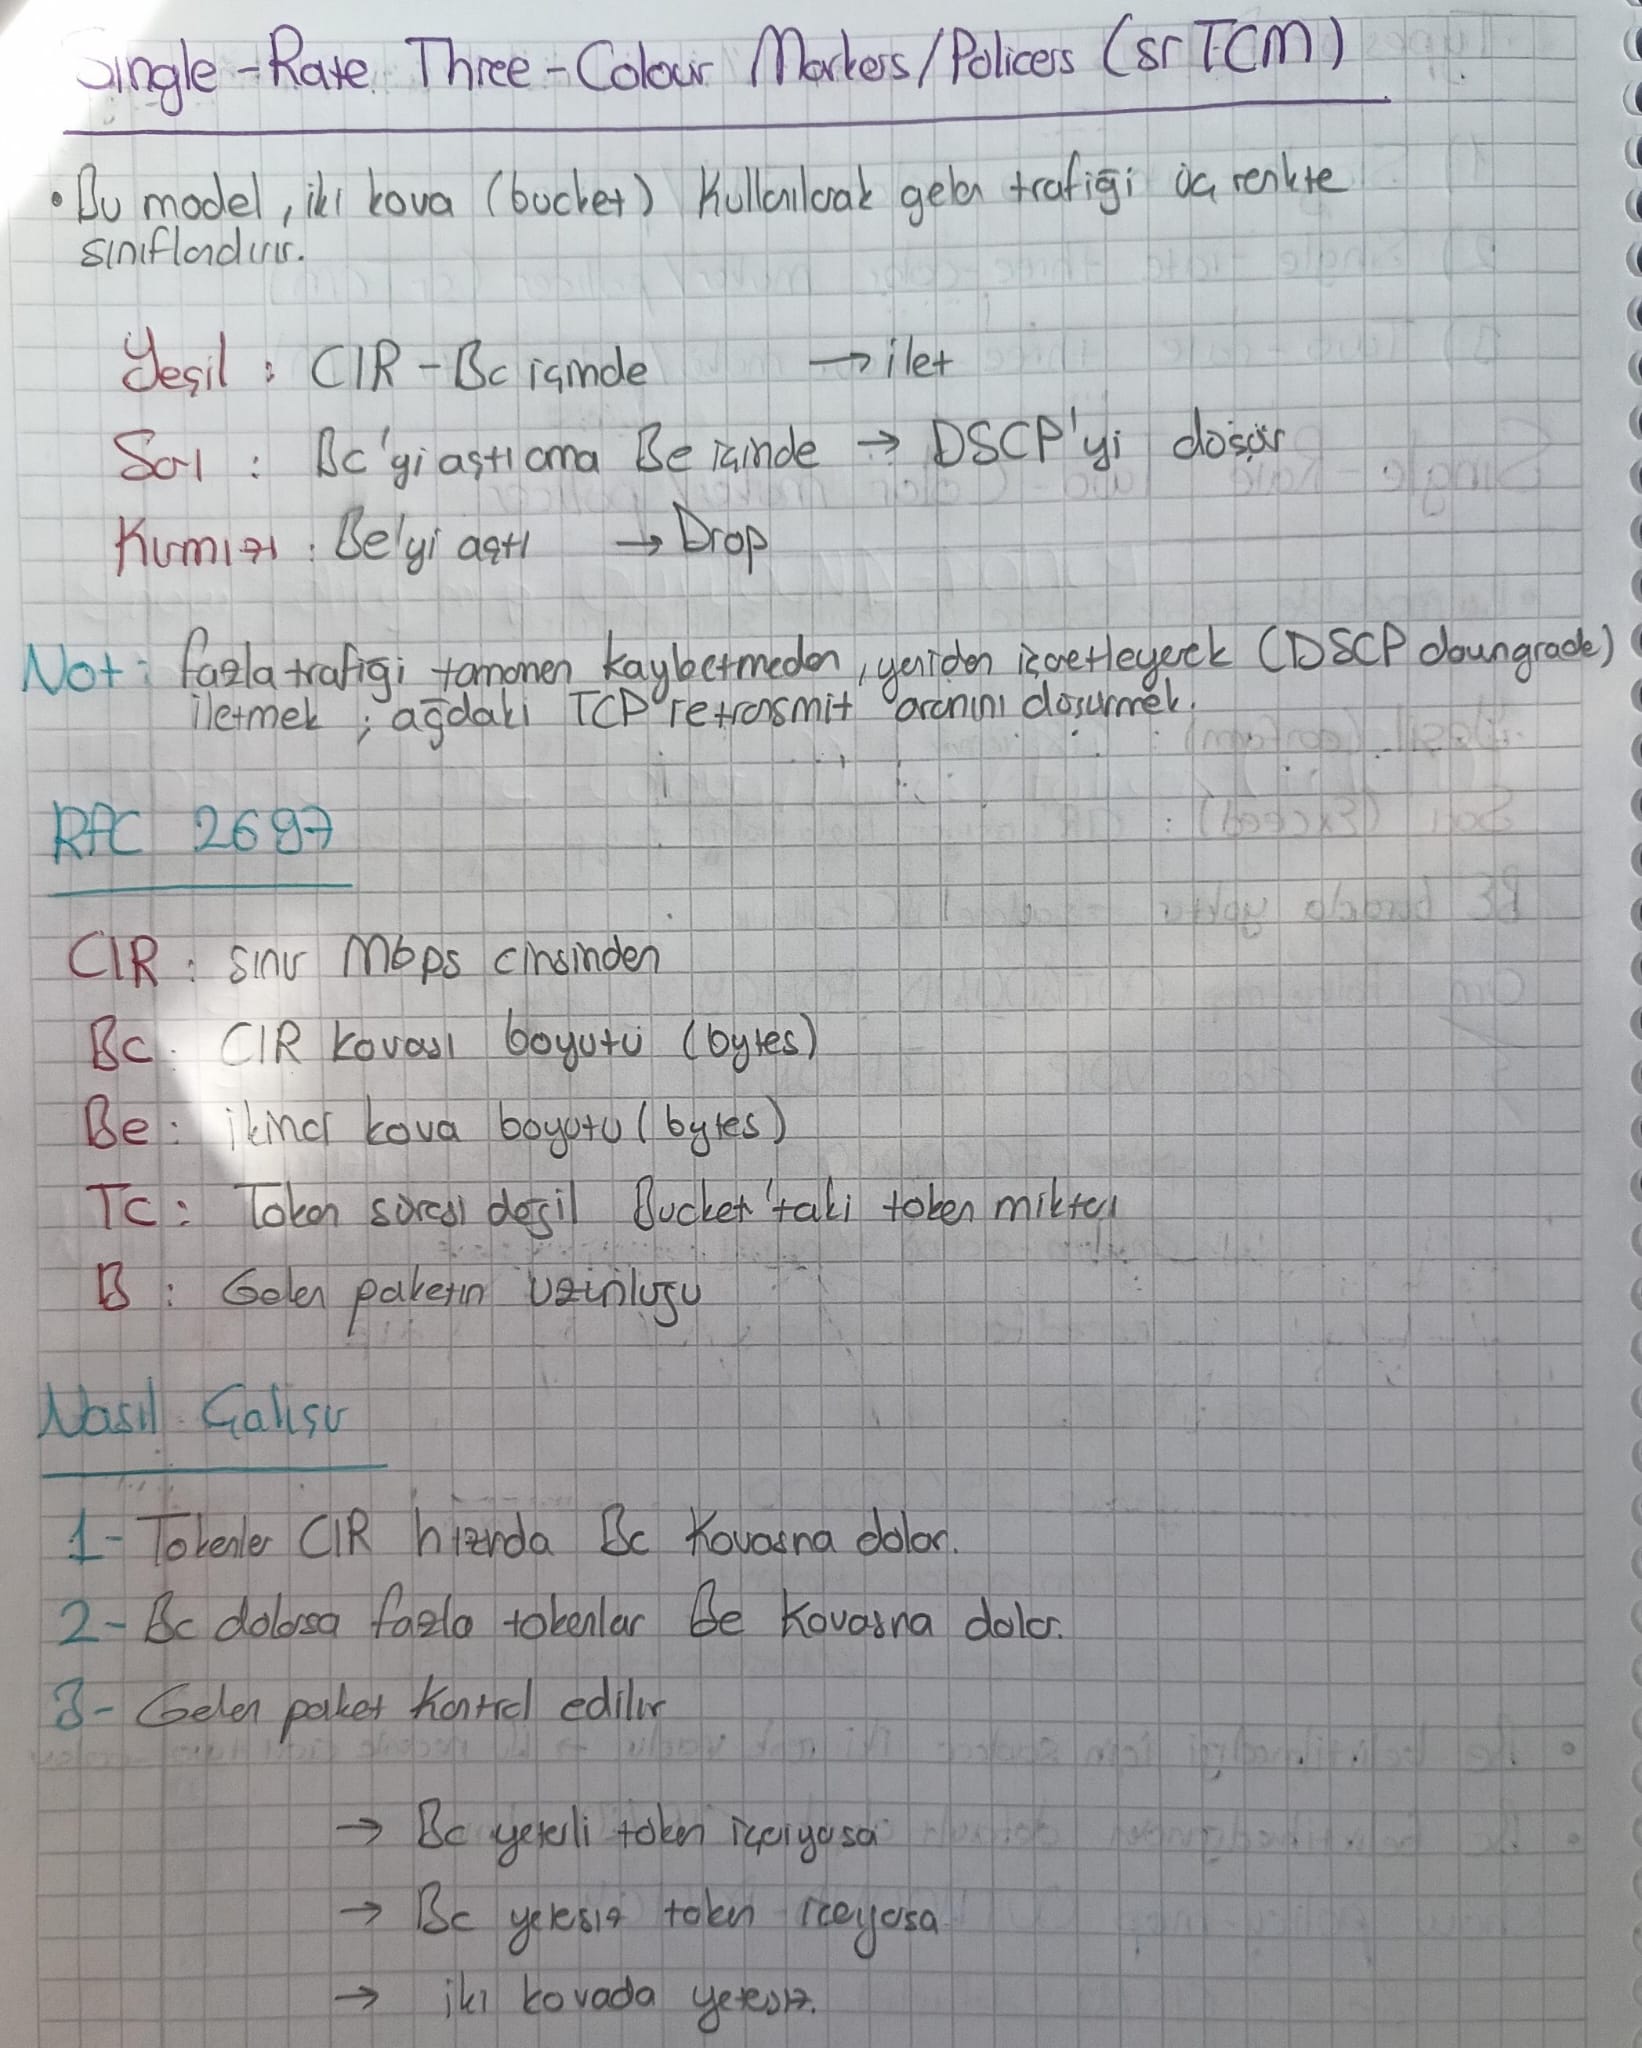 Single-Rate Three-Colour Markers/Policers (srTCM)
• Bu model, iki kova (bucket) Kullanılarak gelen trafiği üç renkte
sınıflandırır.
Yeşil : CIR - Bc içinde → ilet
Sarı : Bc'yi aştı ama Be içinde → DSCP'yi düşür
Kırmızı : Be'yi aştı → Drop
Not: fazla trafiği tamamen kaybetmeden, yeniden işaretleyerek (DSCP downgrade)
iletmek ; ağdaki TCP retransmit oranını düşürmek.
RFC 2697
CIR : sınır Mbps cinsinden
Bc : CIR kovası boyutu (bytes)
Be : ikinci kova boyutu (bytes)
Tc : Token süresi değil Bucket'taki token miktarı
B : Gelen paketin uzunluğu
Nasıl Çalışır
1- Tokenler CIR hızında Bc Kovasına dolar.
2- Bc dolarsa fazla tokenlar Be Kovasına dolar.
3- Gelen paket Kontrol edilir
→ Bc yeterli token içeriyosa
→ Bc yetersiz token içeriyosa
→ iki kovada yetersiz.